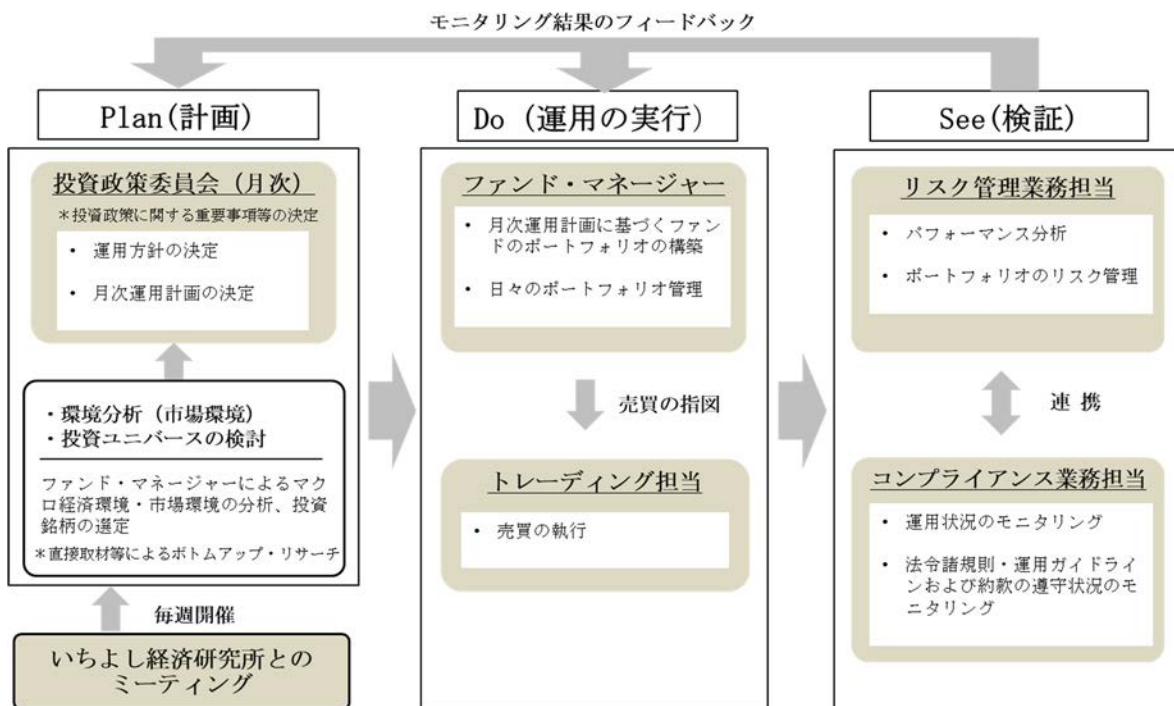 モニタリング結果のフィードバック
Plan(計画)
投資政策委員会（月次）
＊投資政策に関する重要事項等の決定
・ 運用方針の決定
・ 月次運用計画の決定
・環境分析（市場環境）
・投資ユニバースの検討
ファンド・マネージャーによるマク
ロ経済環境・市場環境の分析、投資
銘柄の選定
＊直接取材等によるボトムアップ・リサーチ
毎週開催
いちよし経済研究所との
ミーティング
Do（運用の実行）
ファンド・マネージャー
・ 月次運用計画に基づくファン
ドのポートフォリオの構築
・ 日々のポートフォリオ管理
売買の指図
トレーディング担当
・ 売買の執行
See(検証)
リスク管理業務担当
・ パフォーマンス分析
・ ポートフォリオのリスク管理
連 携
コンプライアンス業務担当
・ 運用状況のモニタリング
・ 法令諸規則・運用ガイドライ
ンおよび約款の遵守状況のモ
ニタリング